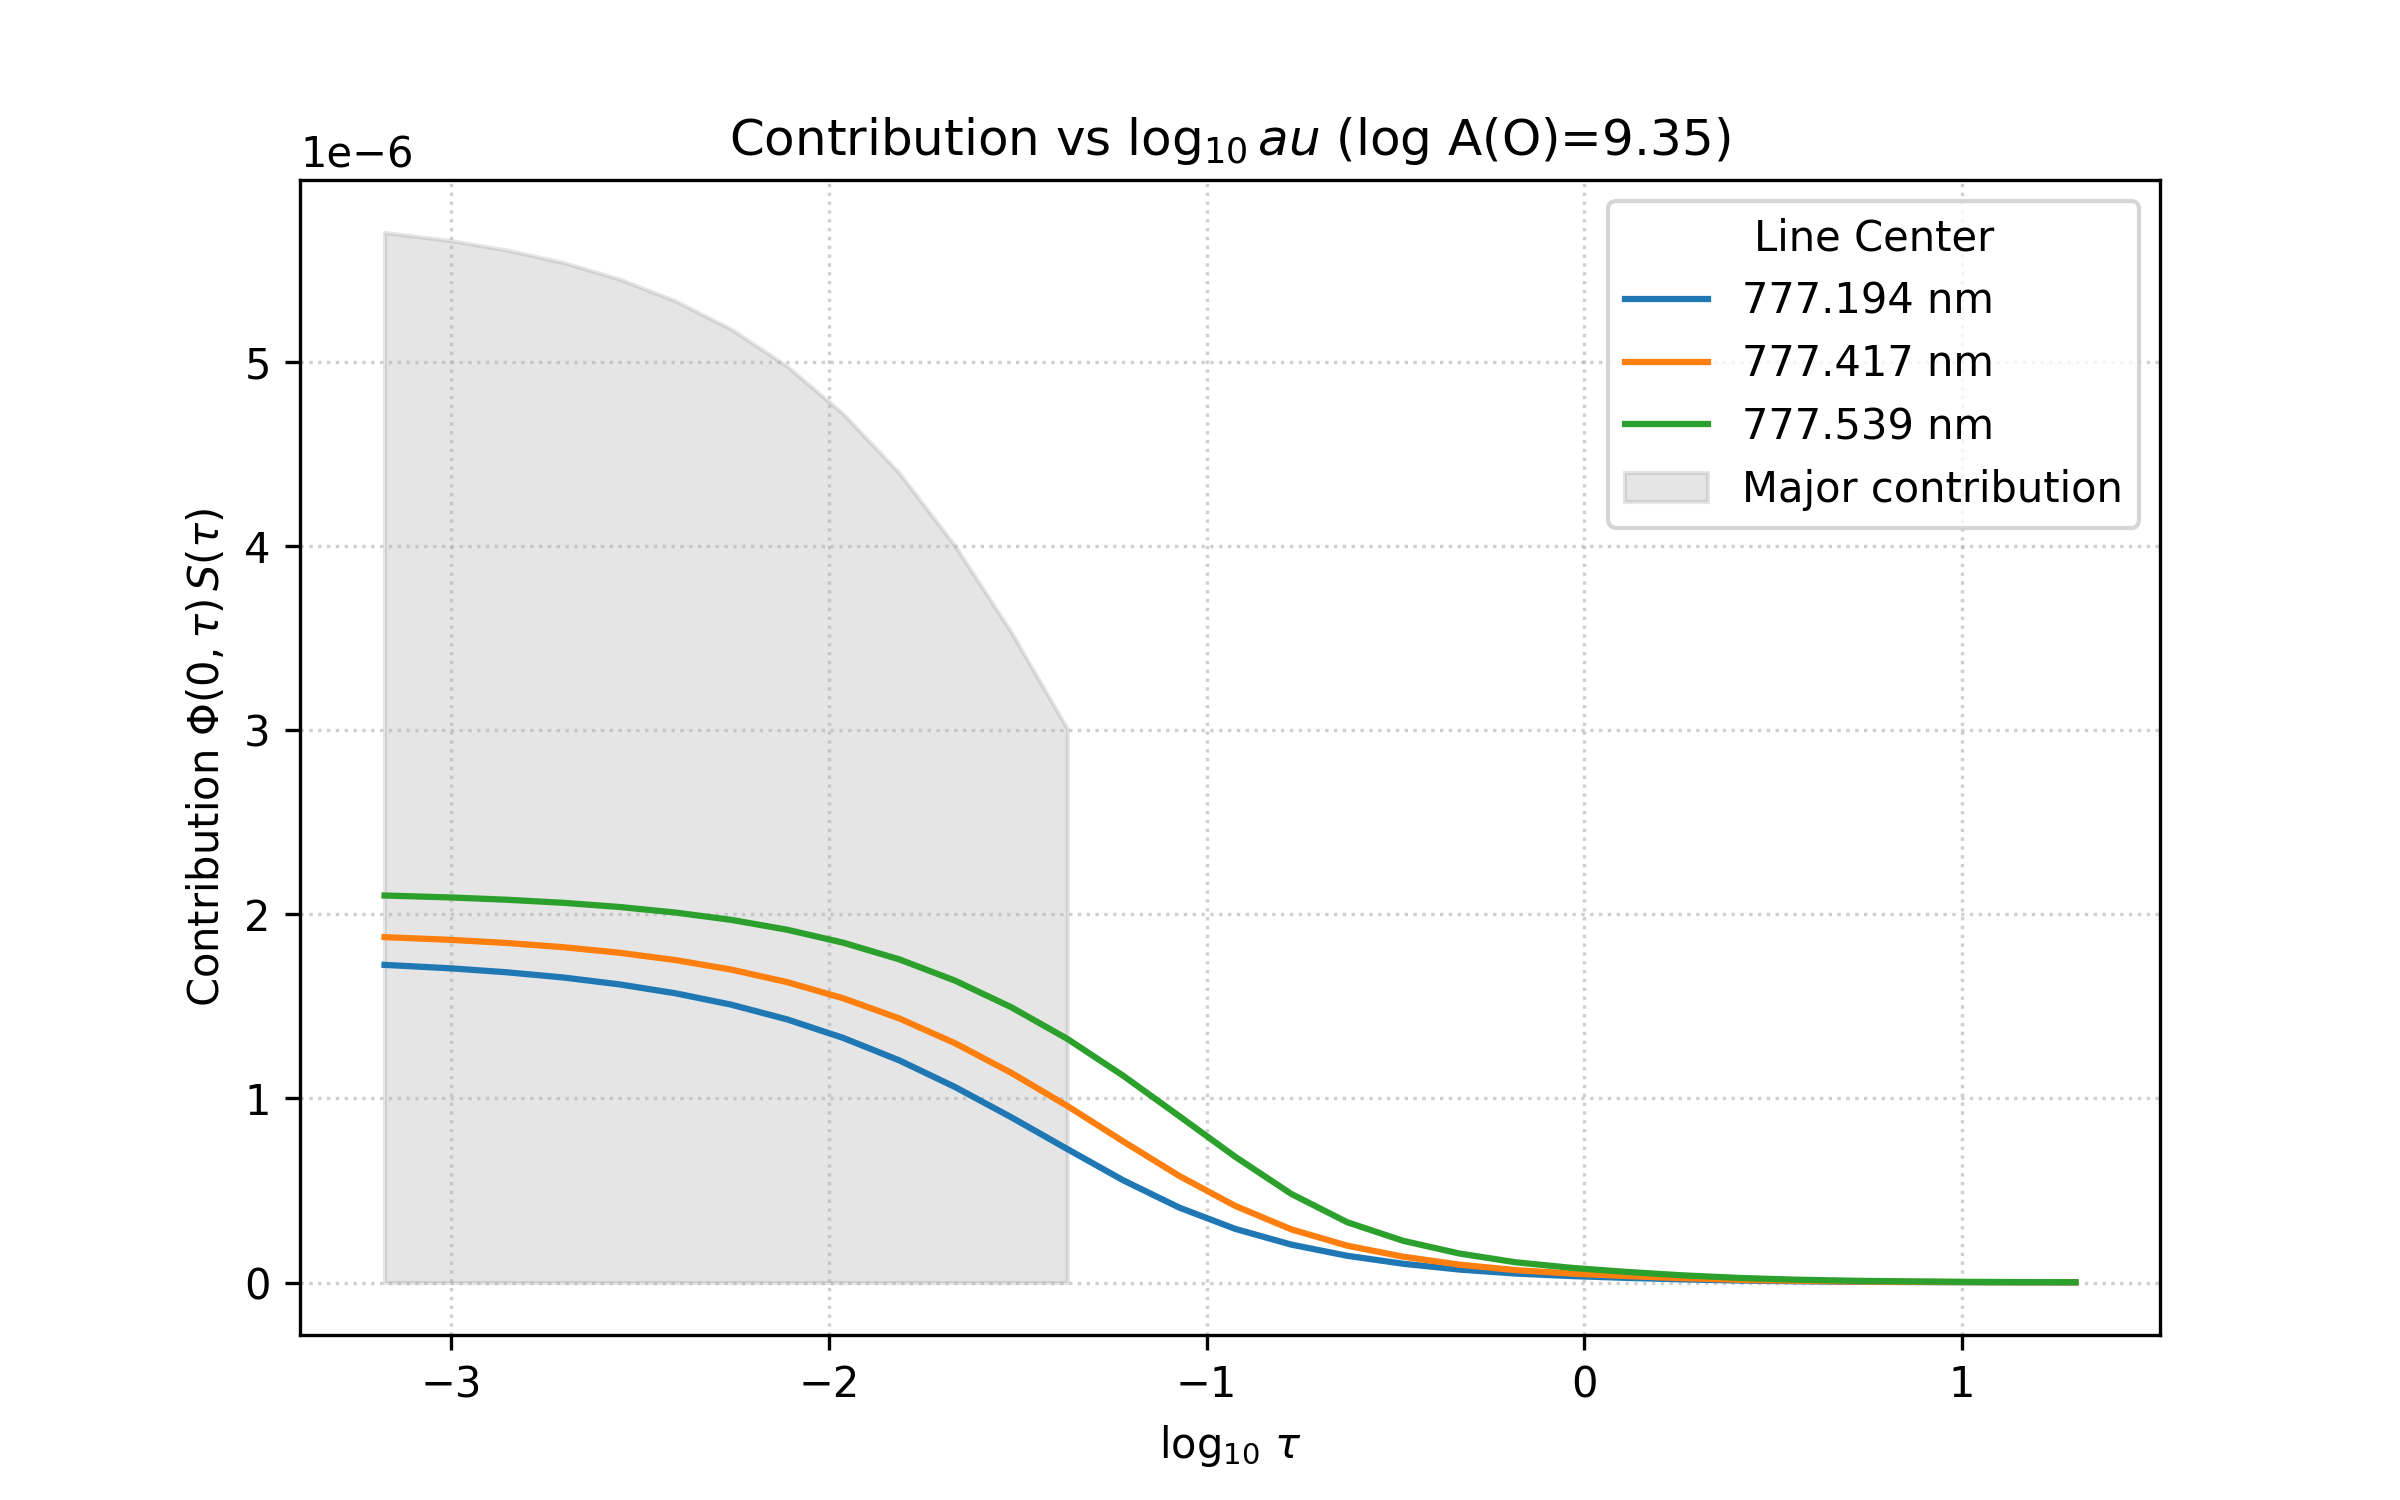 Contribution vs log₁₀ au (log A(O)=9.35)
1e−6
Line Center
777.194 nm
777.417 nm
777.539 nm
Major contribution
5
4
3
2
1
0
Contribution Φ(0, τ) S(τ)
−3 −2 −1 0 1
log₁₀ τ